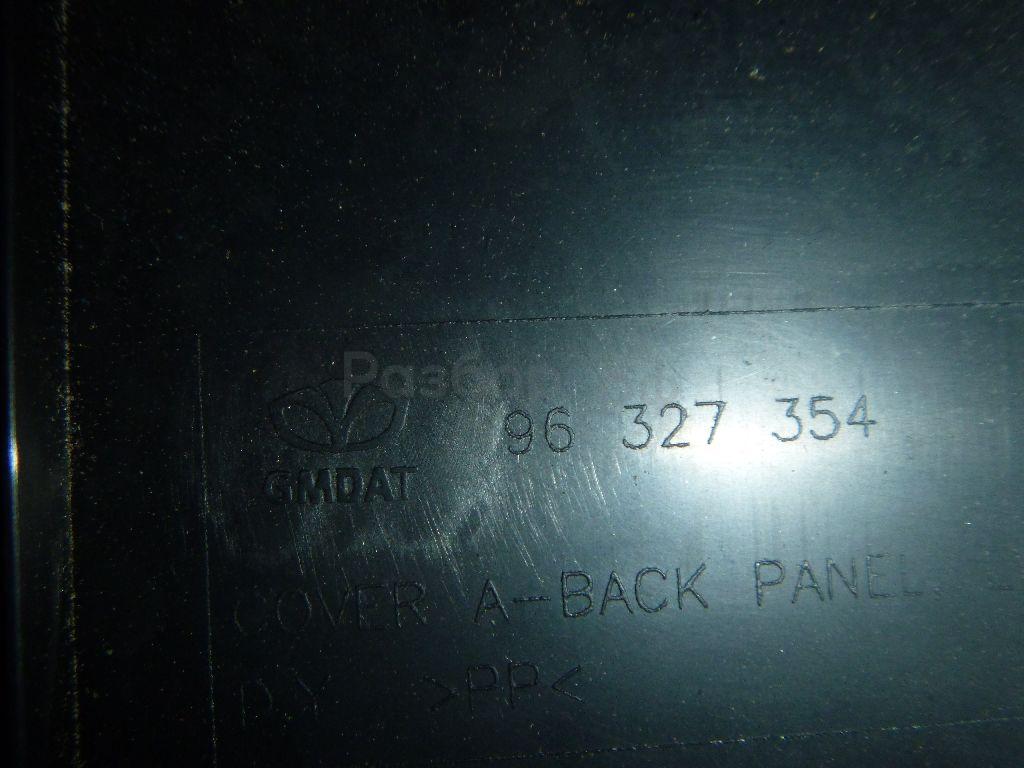 96 327 354
GMDAT
COVER A-BACK PANEL,
>PP<